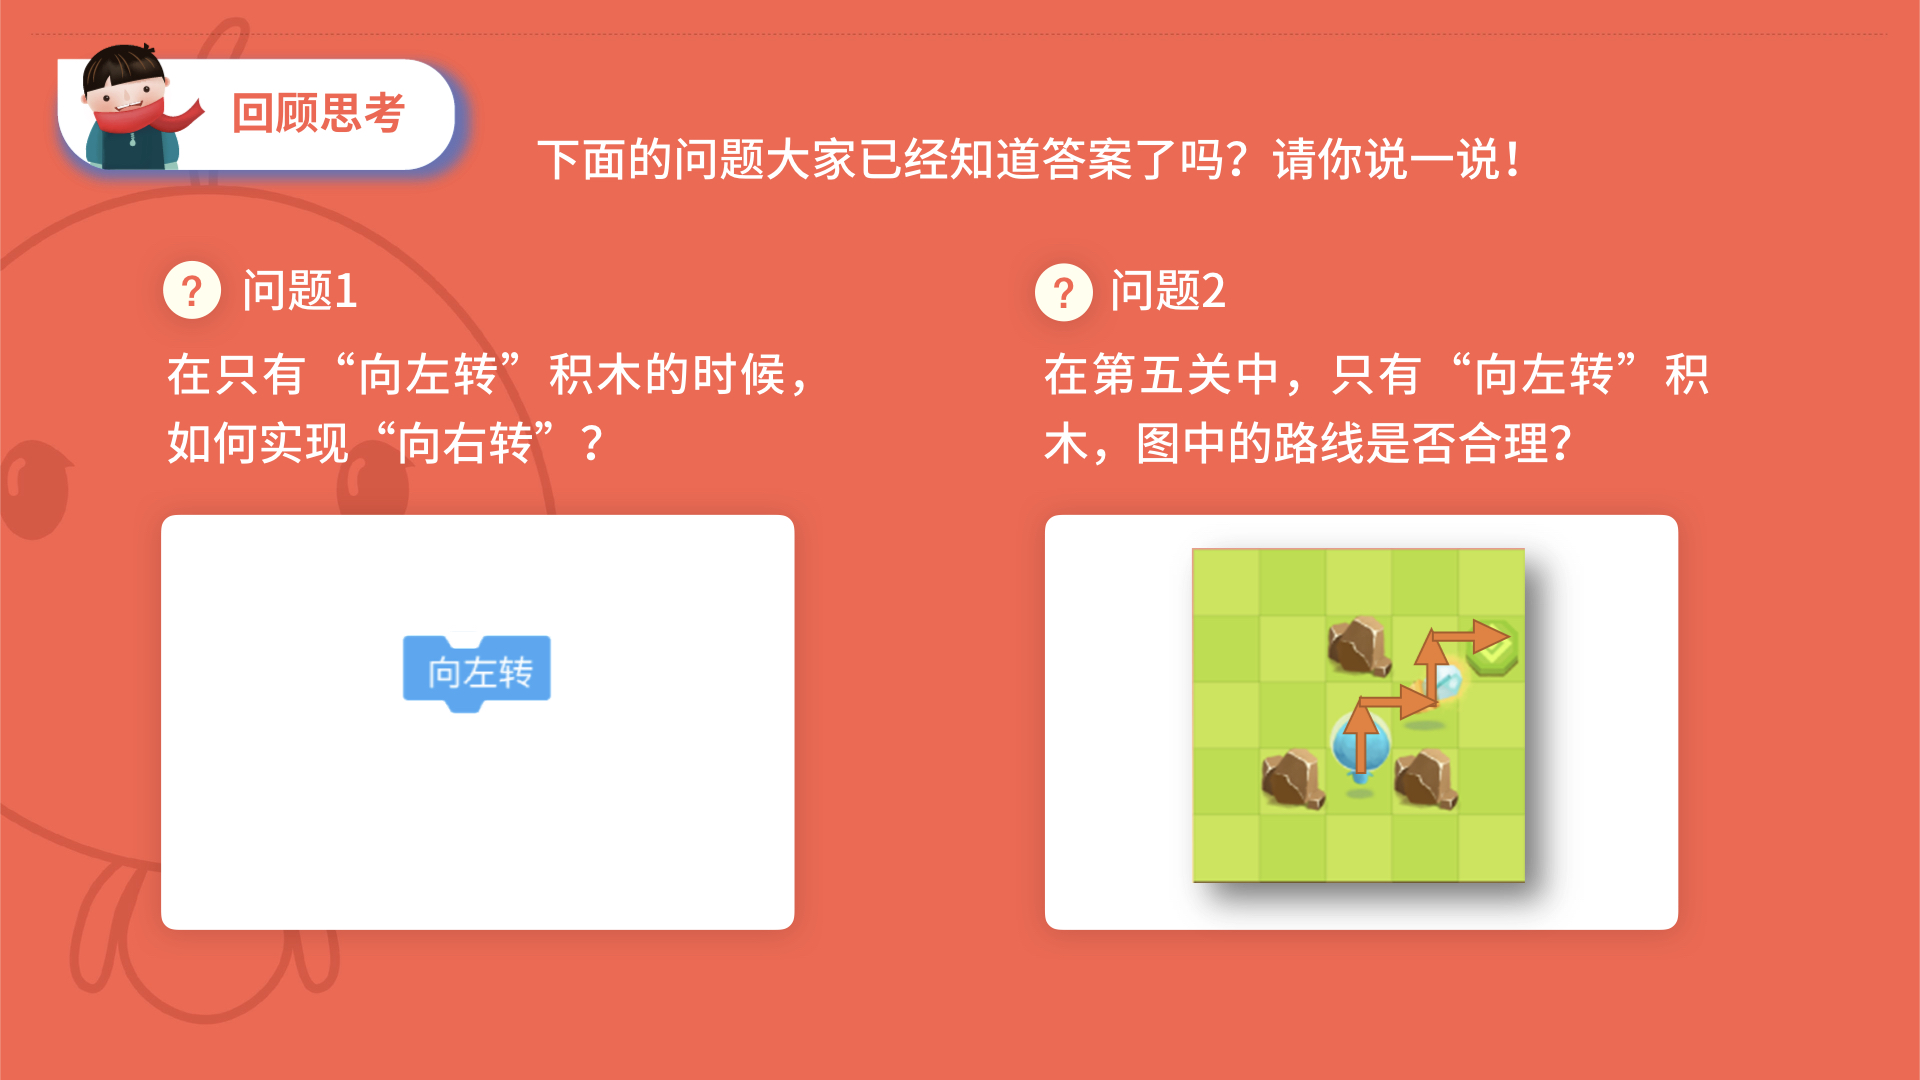 回顾思考
下面的问题大家已经知道答案了吗？请你说一说！
? 问题1
在只有“向左转”积木的时候，
如何实现“向右转”？
向左转
? 问题2
在第五关中，只有“向左转”积
木，图中的路线是否合理？